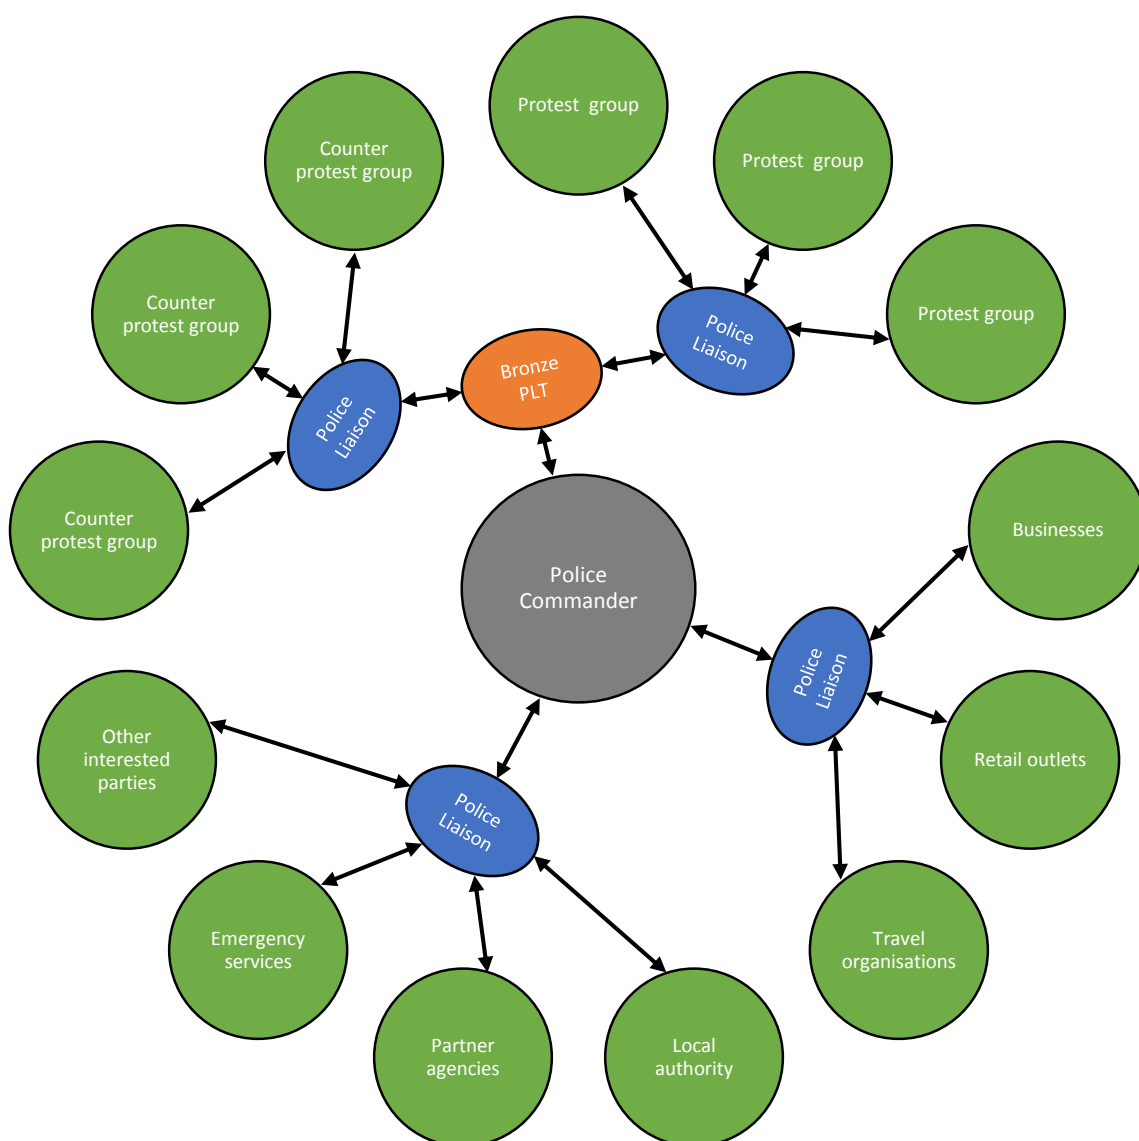 Protest  group
Counter
protest group
Protest  group
Counter
protest group
Protest group
Police
Liaison
Bronze
PLT
Police
Liaison
Counter
protest group
Businesses
Police
Commander
Police
Liaison
Other
interested
parties
Retail outlets
Police
Liaison
Emergency
services
Travel
organisations
Partner
agencies
Local
authority